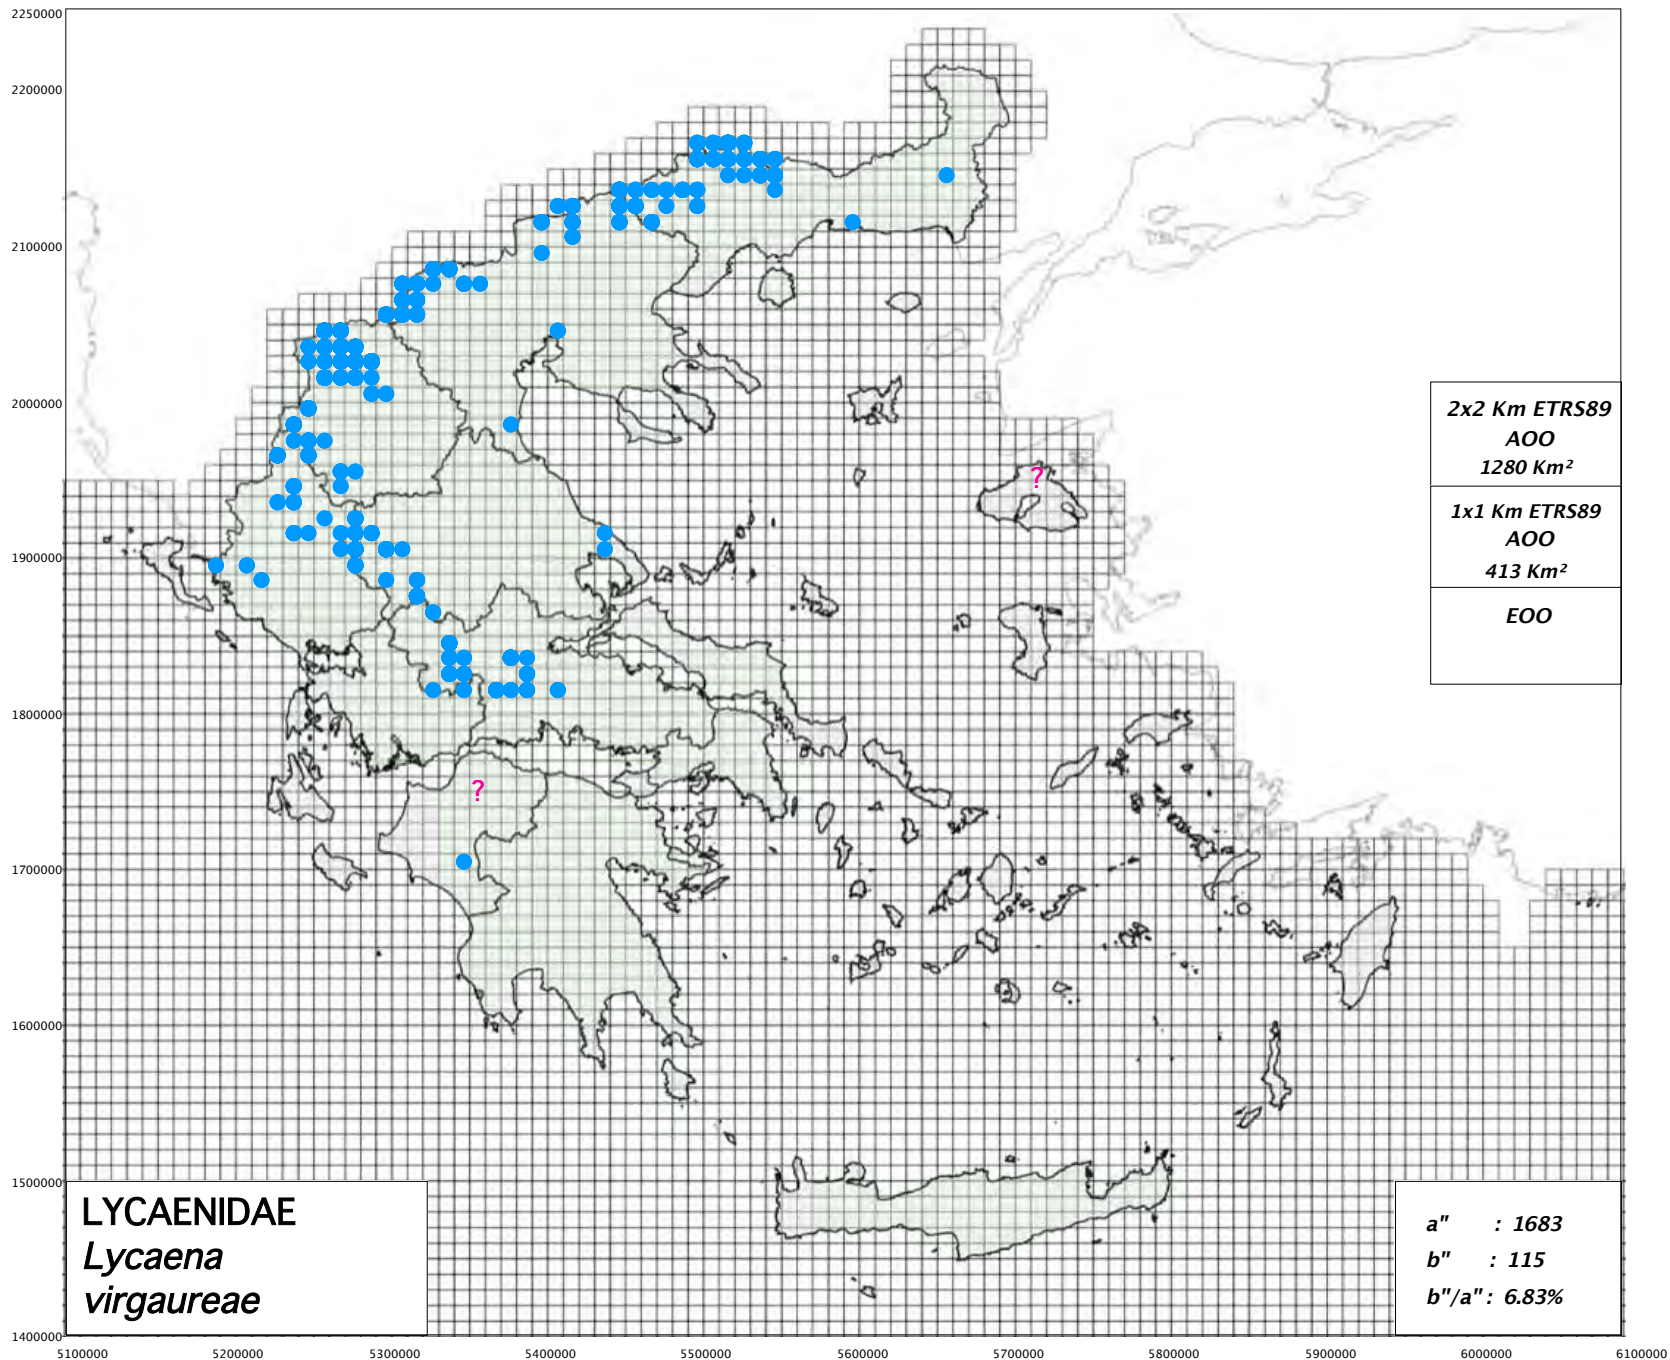 2250000
2200000
2100000
2000000
1900000
1800000
1700000
1600000
1500000
1400000
?
?
2x2 Km ETRS89
AOO
1280 Km²
1x1 Km ETRS89
AOO
413 Km²
EOO
LYCAENIDAE
Lycaena
virgaureae
a" : 1683
b" : 115
b"/a" : 6.83%
5100000 5200000 5300000 5400000 5500000 5600000 5700000 5800000 5900000 6000000 6100000